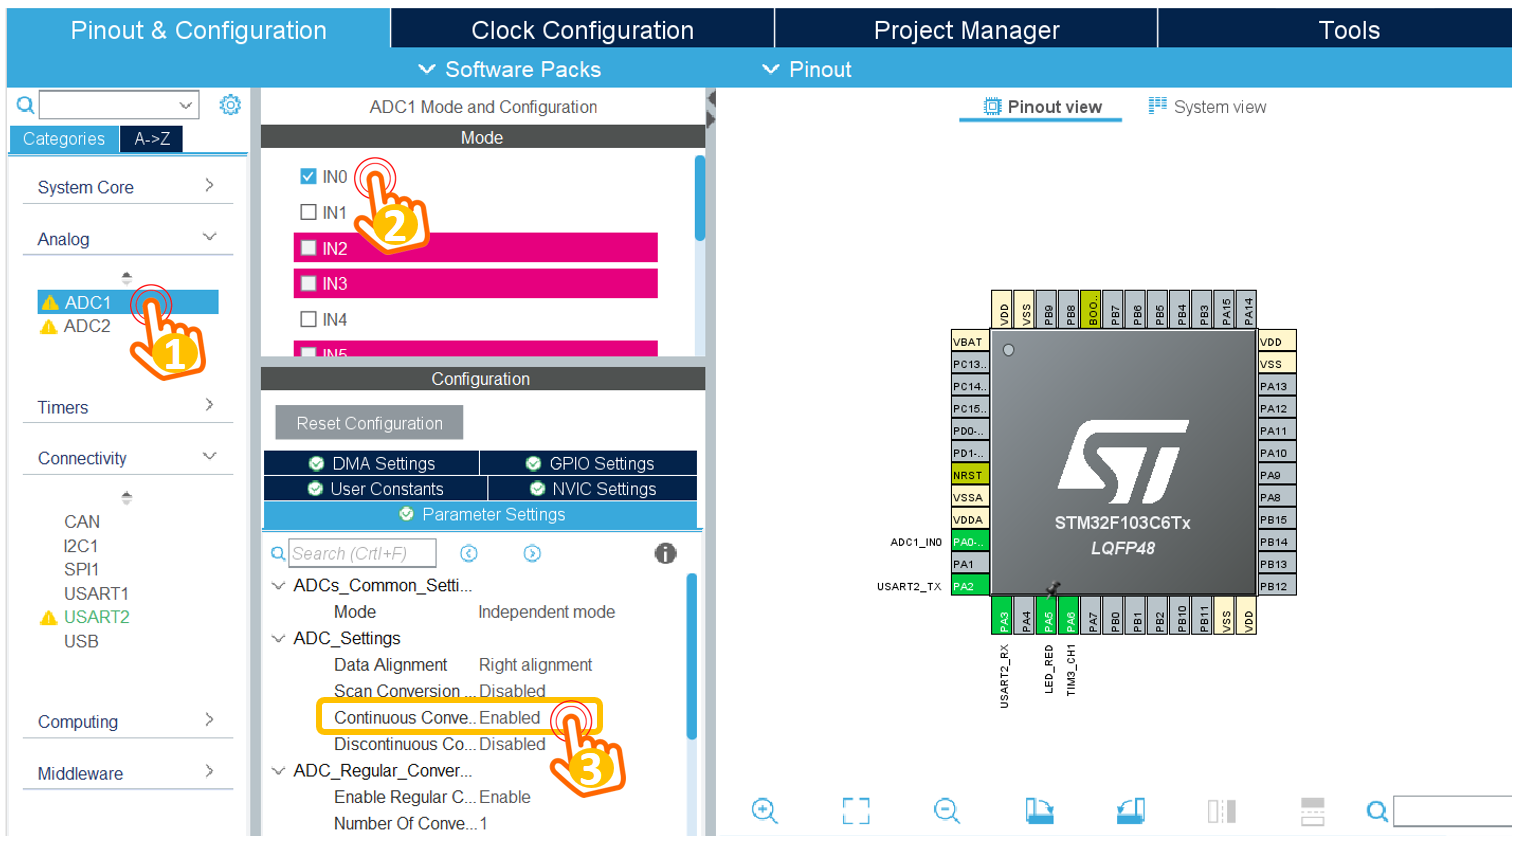 Pinout & Configuration
Clock Configuration
Project Manager
Tools
Software Packs
Pinout
Categories
A->Z
System Core
Analog
ADC1
ADC2
1
Timers
Connectivity
CAN
I2C1
SPI1
USART1
USART2
USB
Computing
Middleware
ADC1 Mode and Configuration
Mode
IN0
IN1
2
IN2
IN3
IN4
IN5
Configuration
Reset Configuration
DMA Settings
GPIO Settings
User Constants
NVIC Settings
Parameter Settings
Search (Crtl+F)
i
ADCs_Common_Setti...
Mode Independent mode
ADC_Settings
Data Alignment Right alignment
Scan Conversion ... Disabled
Continuous Conve.. Enabled
Discontinuous Co... Disabled
3
ADC_Regular_Conver...
Enable Regular C... Enable
Number Of Conve... 1
Pinout view
System view
VDD
VSS
PB9
PB8
BOO..
PB7
PB6
PB5
PB4
PB3
PA15
PA14
VBAT
PC13..
PC14..
PC15..
PD0-..
PD1-..
NRST
VSSA
VDDA
ADC1_IN0 PA0-..
PA1
USART2_TX PA2
ST
STM32F103C6Tx
LQFP48
VDD
VSS
PA13
PA12
PA11
PA10
PA9
PA8
PB15
PB14
PB13
PB12
PA3
PA4
PA5
PA6
PA7
PB0
PB1
PB2
PB10
PB11
VSS
VDD
USART2_RX
LED_RED
TIM3_CH1